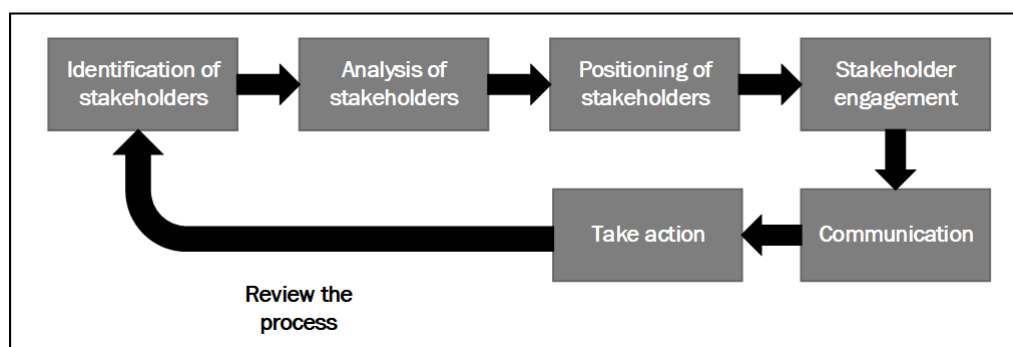 Identification of
stakeholders
Analysis of
stakeholders
Positioning of
stakeholders
Stakeholder
engagement
Take action
Communication
Review the
process